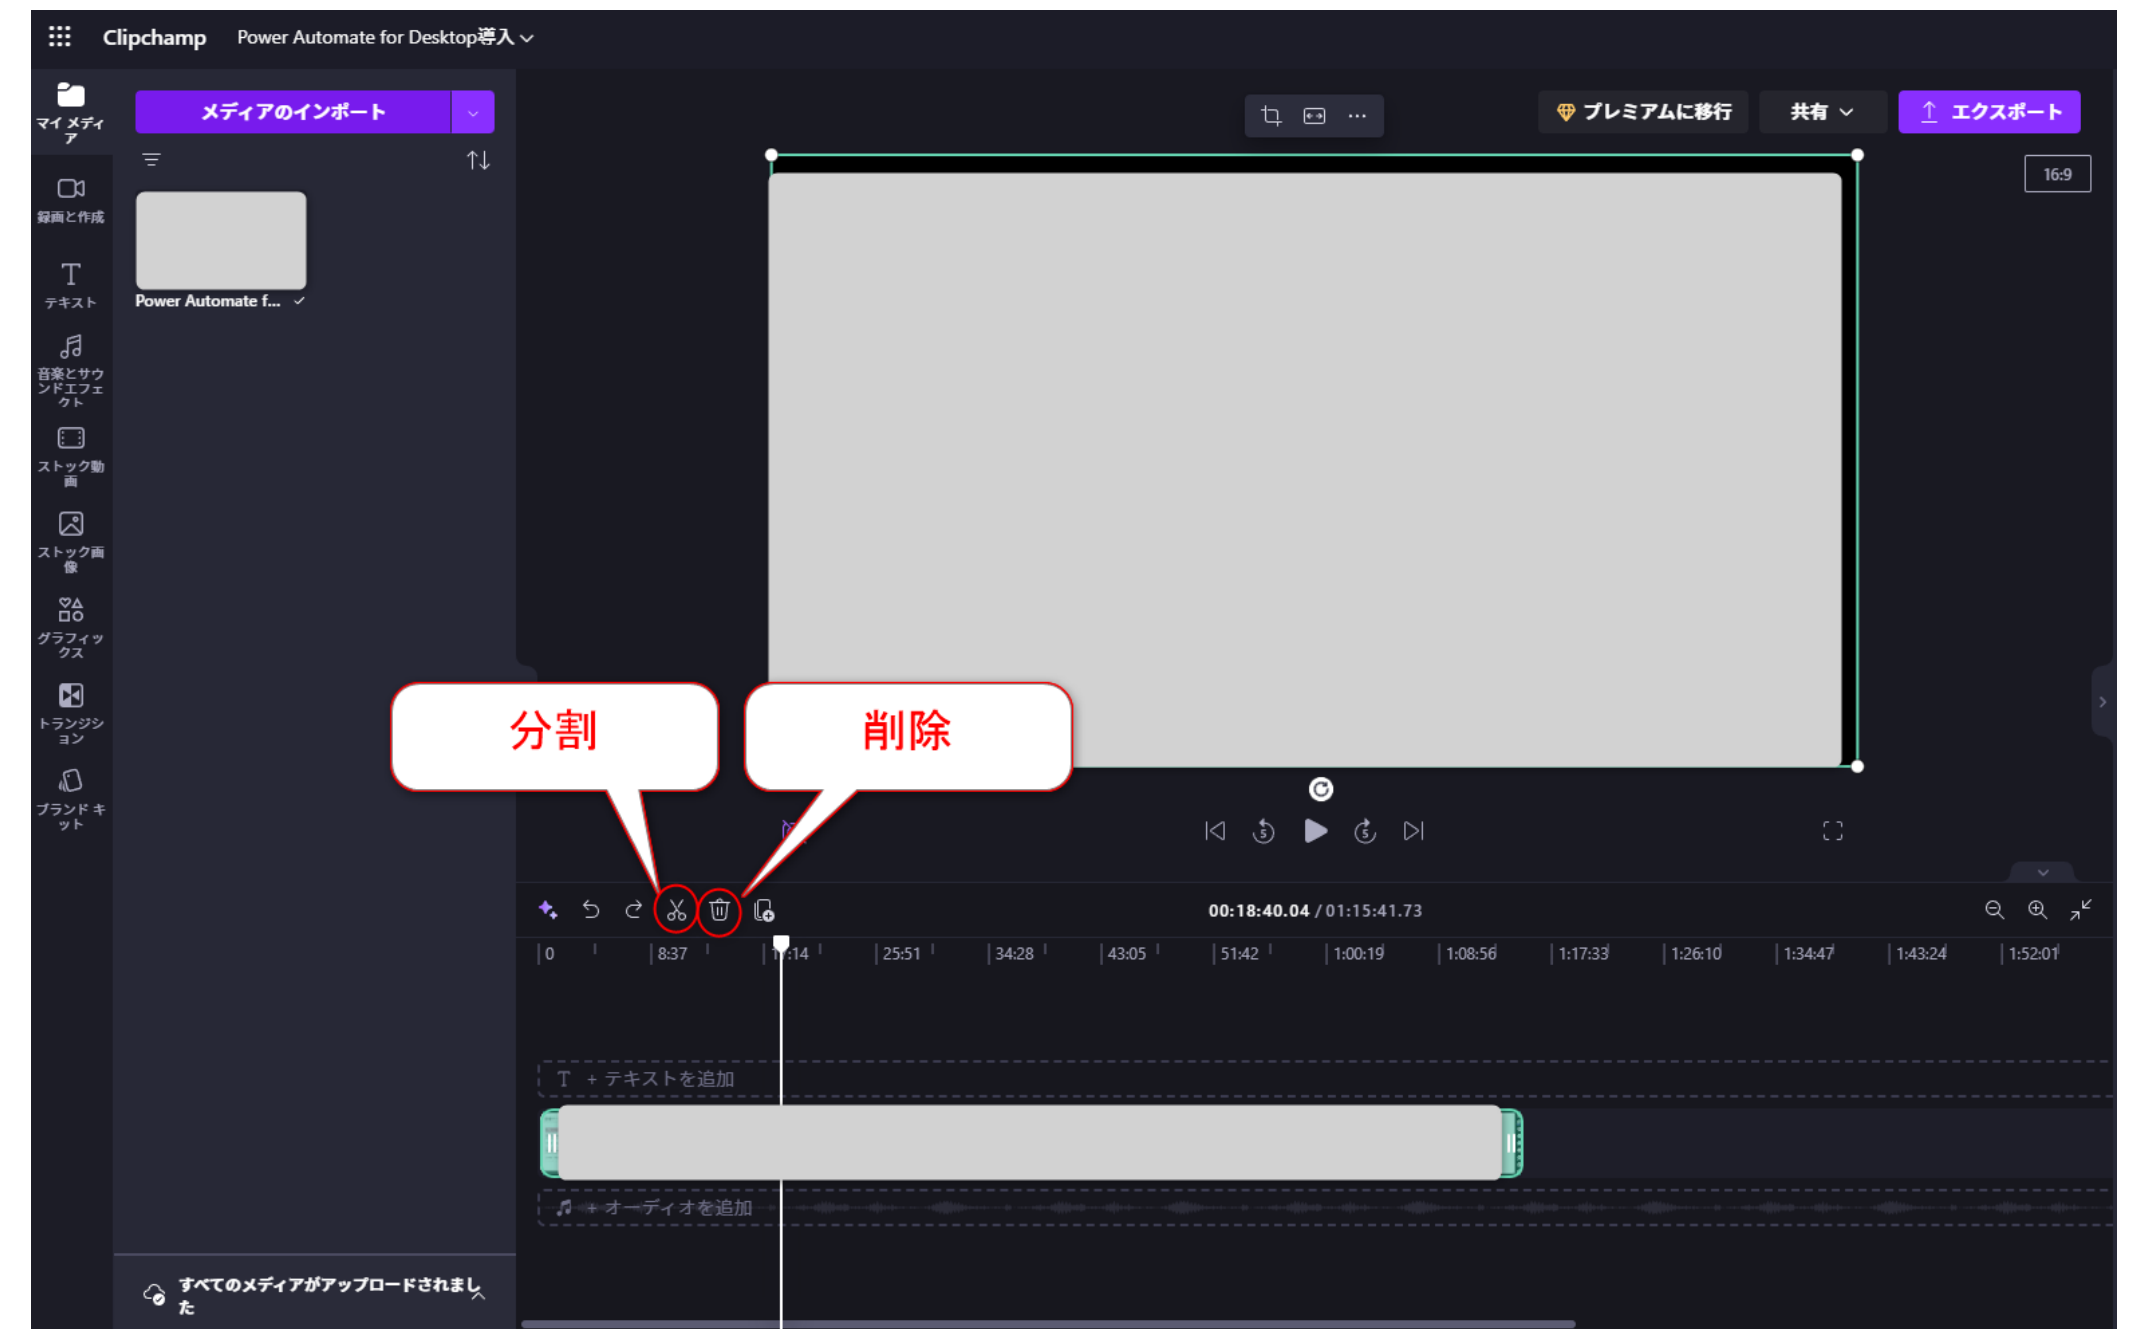 Clipchamp
Power Automate for Desktop導入
マイ メディ
ア
メディアのインポート
プレミアムに移行
共有
エクスポート
16:9
録画と作成
テキスト
音楽とサウ
ンドエフェ
クト
ストック動
画
ストック画
像
グラフィッ
クス
トランジシ
ョン
ブランド キ
ット
Power Automate f...
分割
削除
5
5
00:18:40.04 / 01:15:41.73
0
8:37
25:51
34:28
43:05
51:42
1:00:19
1:08:56
1:17:33
1:26:10
1:34:47
1:43:24
1:52:01
T + テキストを追加
+ オーディオを追加
すべてのメディアがアップロードされまし
た